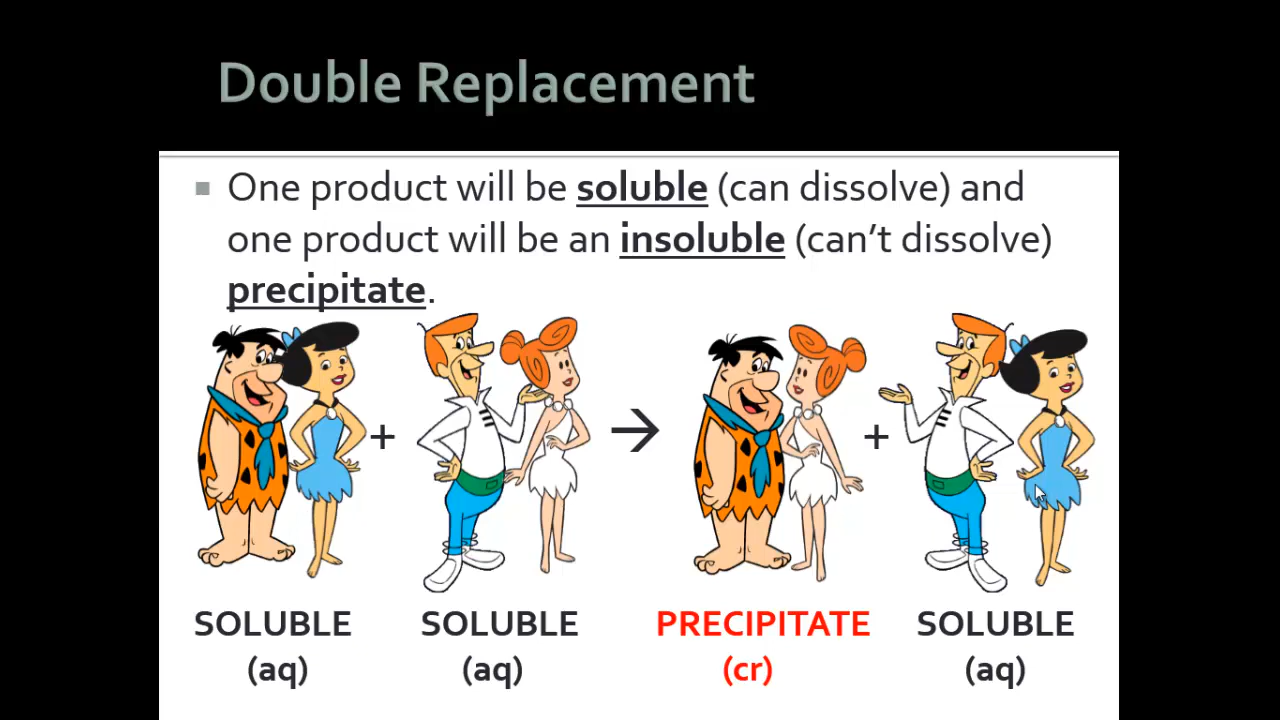 Double Replacement
One product will be soluble (can dissolve) and
one product will be an insoluble (can't dissolve)
precipitate.
+ → +
SOLUBLE SOLUBLE PRECIPITATE SOLUBLE
(aq) (aq) (cr) (aq)